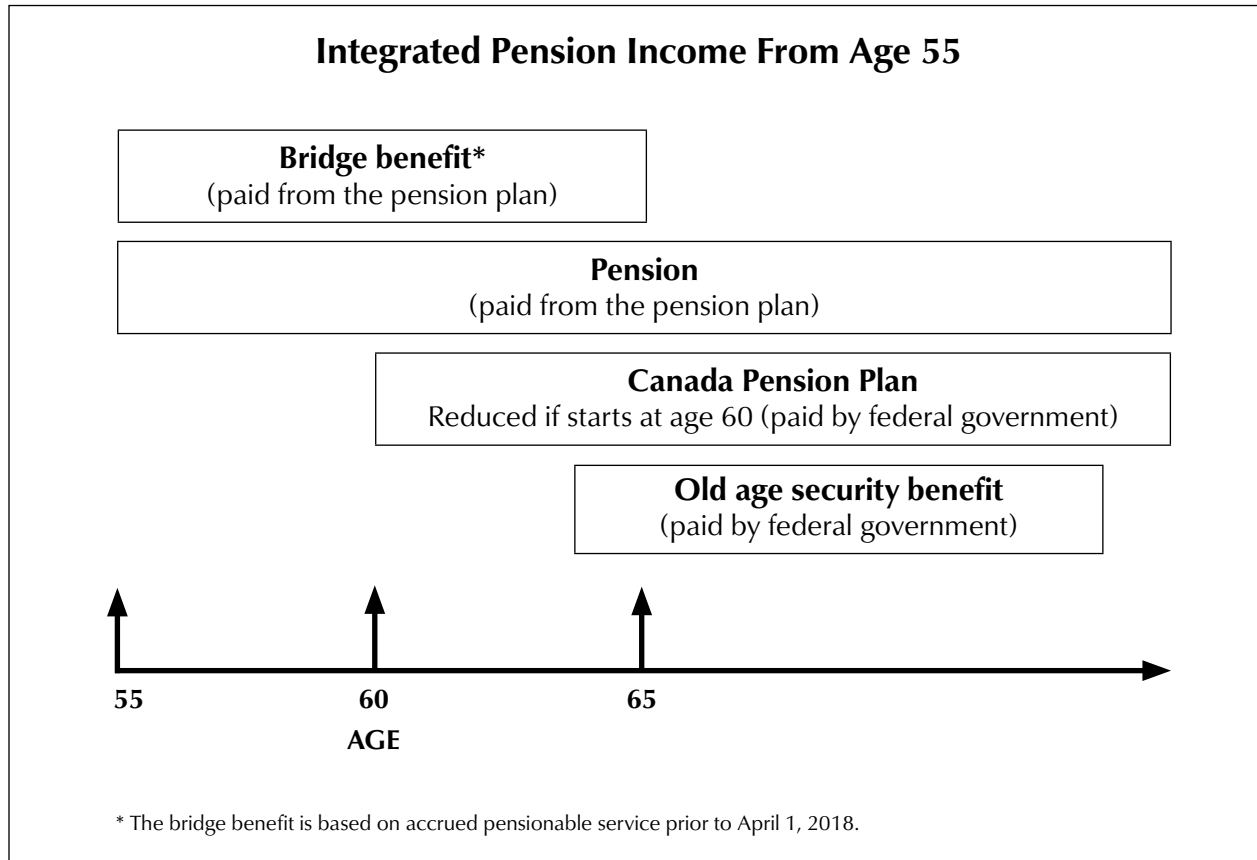 Integrated Pension Income From Age 55
Bridge benefit*
(paid from the pension plan)
Pension
(paid from the pension plan)
Canada Pension Plan
Reduced if starts at age 60 (paid by federal government)
Old age security benefit
(paid by federal government)
55
60
65
AGE
* The bridge benefit is based on accrued pensionable service prior to April 1, 2018.